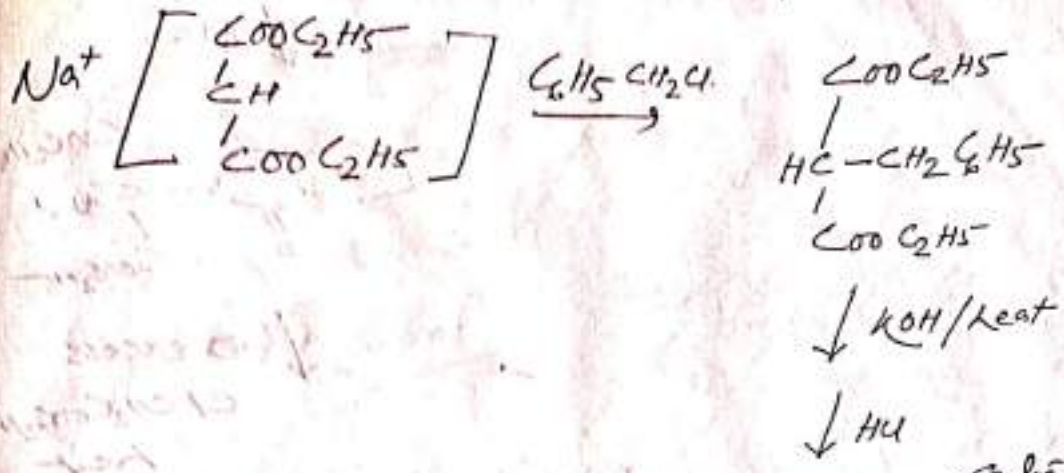 Na⁺ [ COOC₂H₅ CH COOC₂H₅ ] C₆H₅CH₂Cl. →
COOC₂H₅
HC–CH₂C₆H₅
COOC₂H₅
↓ KOH/heat
↓ HCl